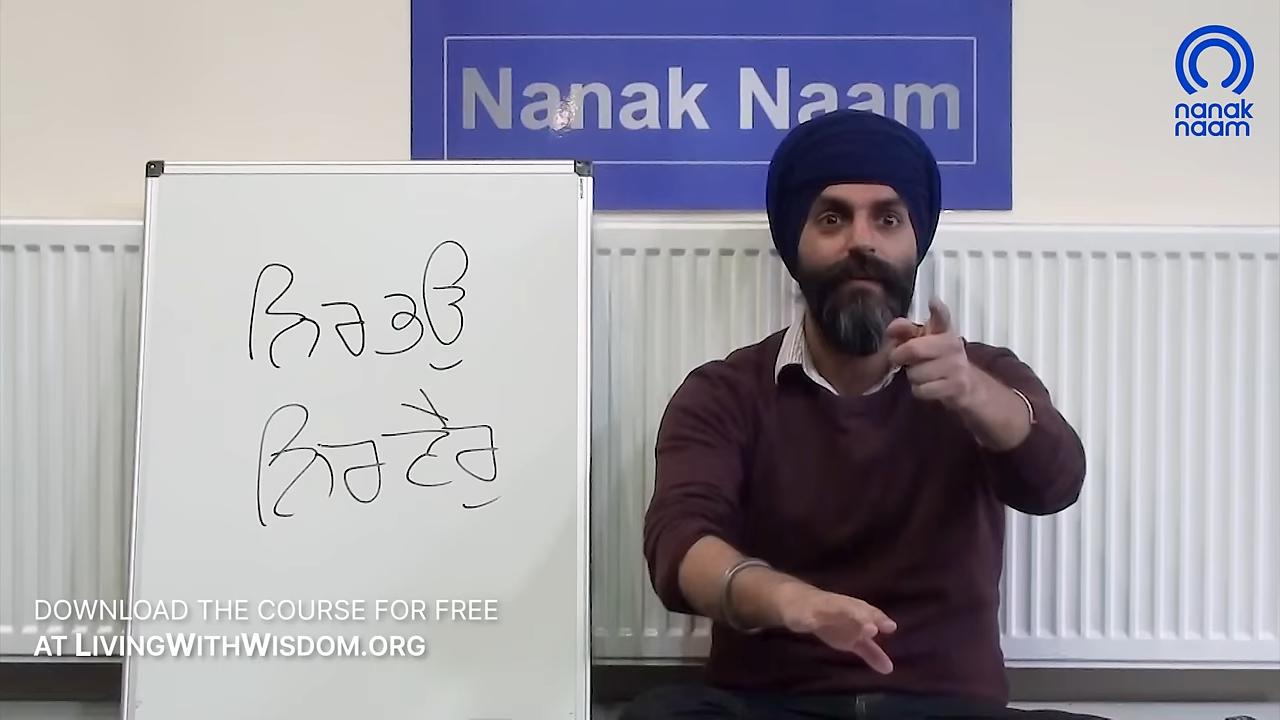 Nanak Naam
nanak
naam
ਨਿਰਭਉ
ਨਿਰਵੈਰੁ
DOWNLOAD THE COURSE FOR FREE
AT LIVINGWITHWISDOM.ORG